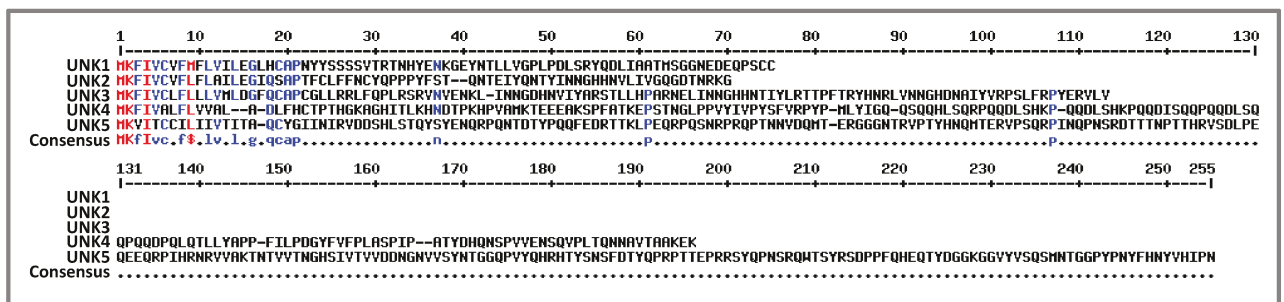 1 10 20 30 40 50 60 70 80 90 100 110 120 130
|--------+---------+---------+---------+---------+---------+---------+---------+---------+---------+---------+---------+---------|
UNK1 MKFIVCVFMFLVILEGLHCAPNYYSSSSVTRTNHYENKGEYNTLLVGPLPDLSRYQDLIAATMSGGNEDEQPSCC
UNK2 MKFIVCVFLFLAILEGIQSAPTFCLFFNCYQPPPYFST--QNTEIYQNTYINNGHHNVLIVGQGDTNRKG
UNK3 MKFIVCLFLLLVMLDGFQCAPCGLLRRLFQPLRSRVNVENKL-INNGDHNVIYARSTLLHPARNELINNGHHNTIYLRTTPFTRYHNRLVNNGHDNAIYVRPSLFRPYERVLV
UNK4 MKFIVALFLVVAL--A-DLFHCTPTHGKAGHITLKHNDTPKHPVAMKTEEEAKSPFATKEPSTNGLPPVYIVPYSFVRPYP-MLYIGQ-QSQQHLSQRPQQDLSHKP-QQDLSHKPQQDISQQPQQDLSQ
UNK5 MKVITCCILLIIVTITA-QCYGIINIRVDDSHLSTQYSYENQRPQNTDTYPQQFEDRTTKLPEQRPQSNRPRQPTNNVDQMT-ERGGGNTRVPTYHNQMTERVPSQRPINQPNSRDTTTNPTTHRVSDLPE
Consensus MKfIvc.f$.lv.l.g.qcap...............n.......................p.............................................p.......................
131 140 150 160 170 180 190 200 210 220 230 240 250 255
|--------+---------+---------+---------+---------+---------+---------+---------+---------+---------+---------+---------+----|
UNK1
UNK2
UNK3
UNK4 QPQQDPQLQTLLYAPP-FILPDGYFVFPLASPIP--ATYDHQNSPVVENSQVPLTQNNAVTAAKEK
UNK5 QEEQRPIHRNRVVAKTNTVVTNGHSIVTVVDDNGNVVSYNTGGQPVYQHRHTYSNSFDTYQPRPTTEPRRSYQPNSRQWTSYRSDPPFQHEQTYDGGKGGVYVSQSMNTGGPYPNYFHNYVHIPN
Consensus .............................................................................................................................